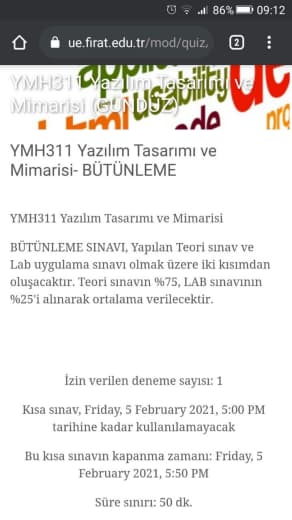 86% 09:12
ue.firat.edu.tr/mod/quiz, 2
YMH311 Yazılım Tasarımı ve
Mimarisi (GÜNDÜZ)
usability
de
YMH311 Yazılım Tasarımı ve
Mimarisi- BÜTÜNLEME
YMH311 Yazılım Tasarımı ve Mimarisi
BÜTÜNLEME SINAVI, Yapılan Teori sınav ve
Lab uygulama sınavı olmak üzere iki kısımdan
oluşacaktır. Teori sınavın %75, LAB sınavının
%25'i alınarak ortalama verilecektir.
İzin verilen deneme sayısı: 1
Kısa sınav, Friday, 5 February 2021, 5:00 PM
tarihine kadar kullanılamayacak
Bu kısa sınavın kapanma zamanı: Friday, 5
February 2021, 5:50 PM
Süre sınırı: 50 dk.